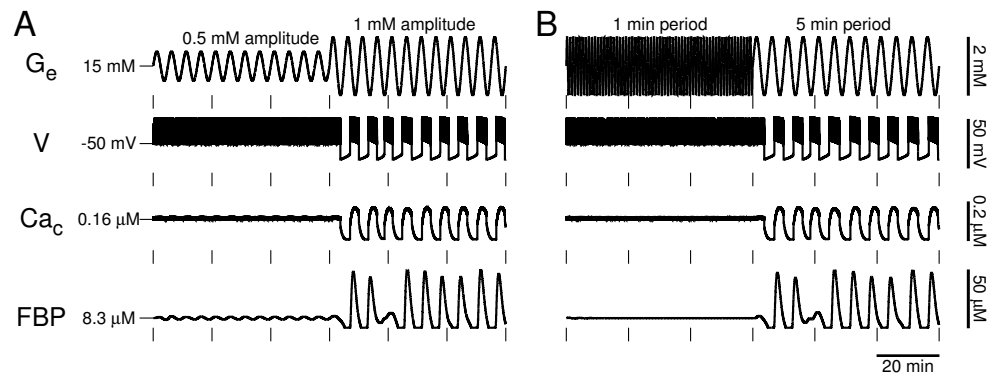 A
0.5 mM amplitude
1 mM amplitude
B
1 min period
5 min period
Ge
15 mM
2 mM
V
-50 mV
50 mV
Cac
0.16 µM
0.2 µM
FBP
8.3 µM
50 µM
20 min